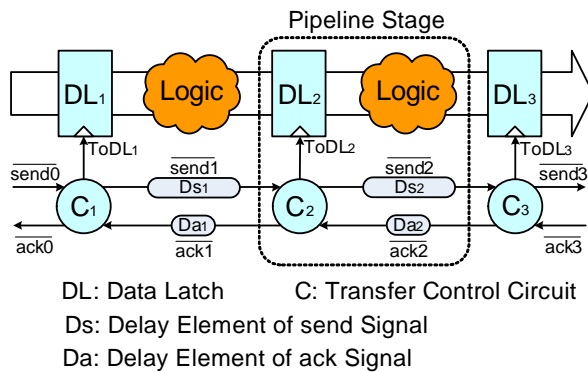 Pipeline Stage
DL₁ Logic DL₂ Logic DL₃
ToDL₁ ToDL₂ ToDL₃
send0 send1 send2 send3
C₁ Ds₁ C₂ Ds₂ C₃
Da₁ Da₂
ack0 ack1 ack2 ack3
DL: Data Latch C: Transfer Control Circuit
Ds: Delay Element of send Signal
Da: Delay Element of ack Signal